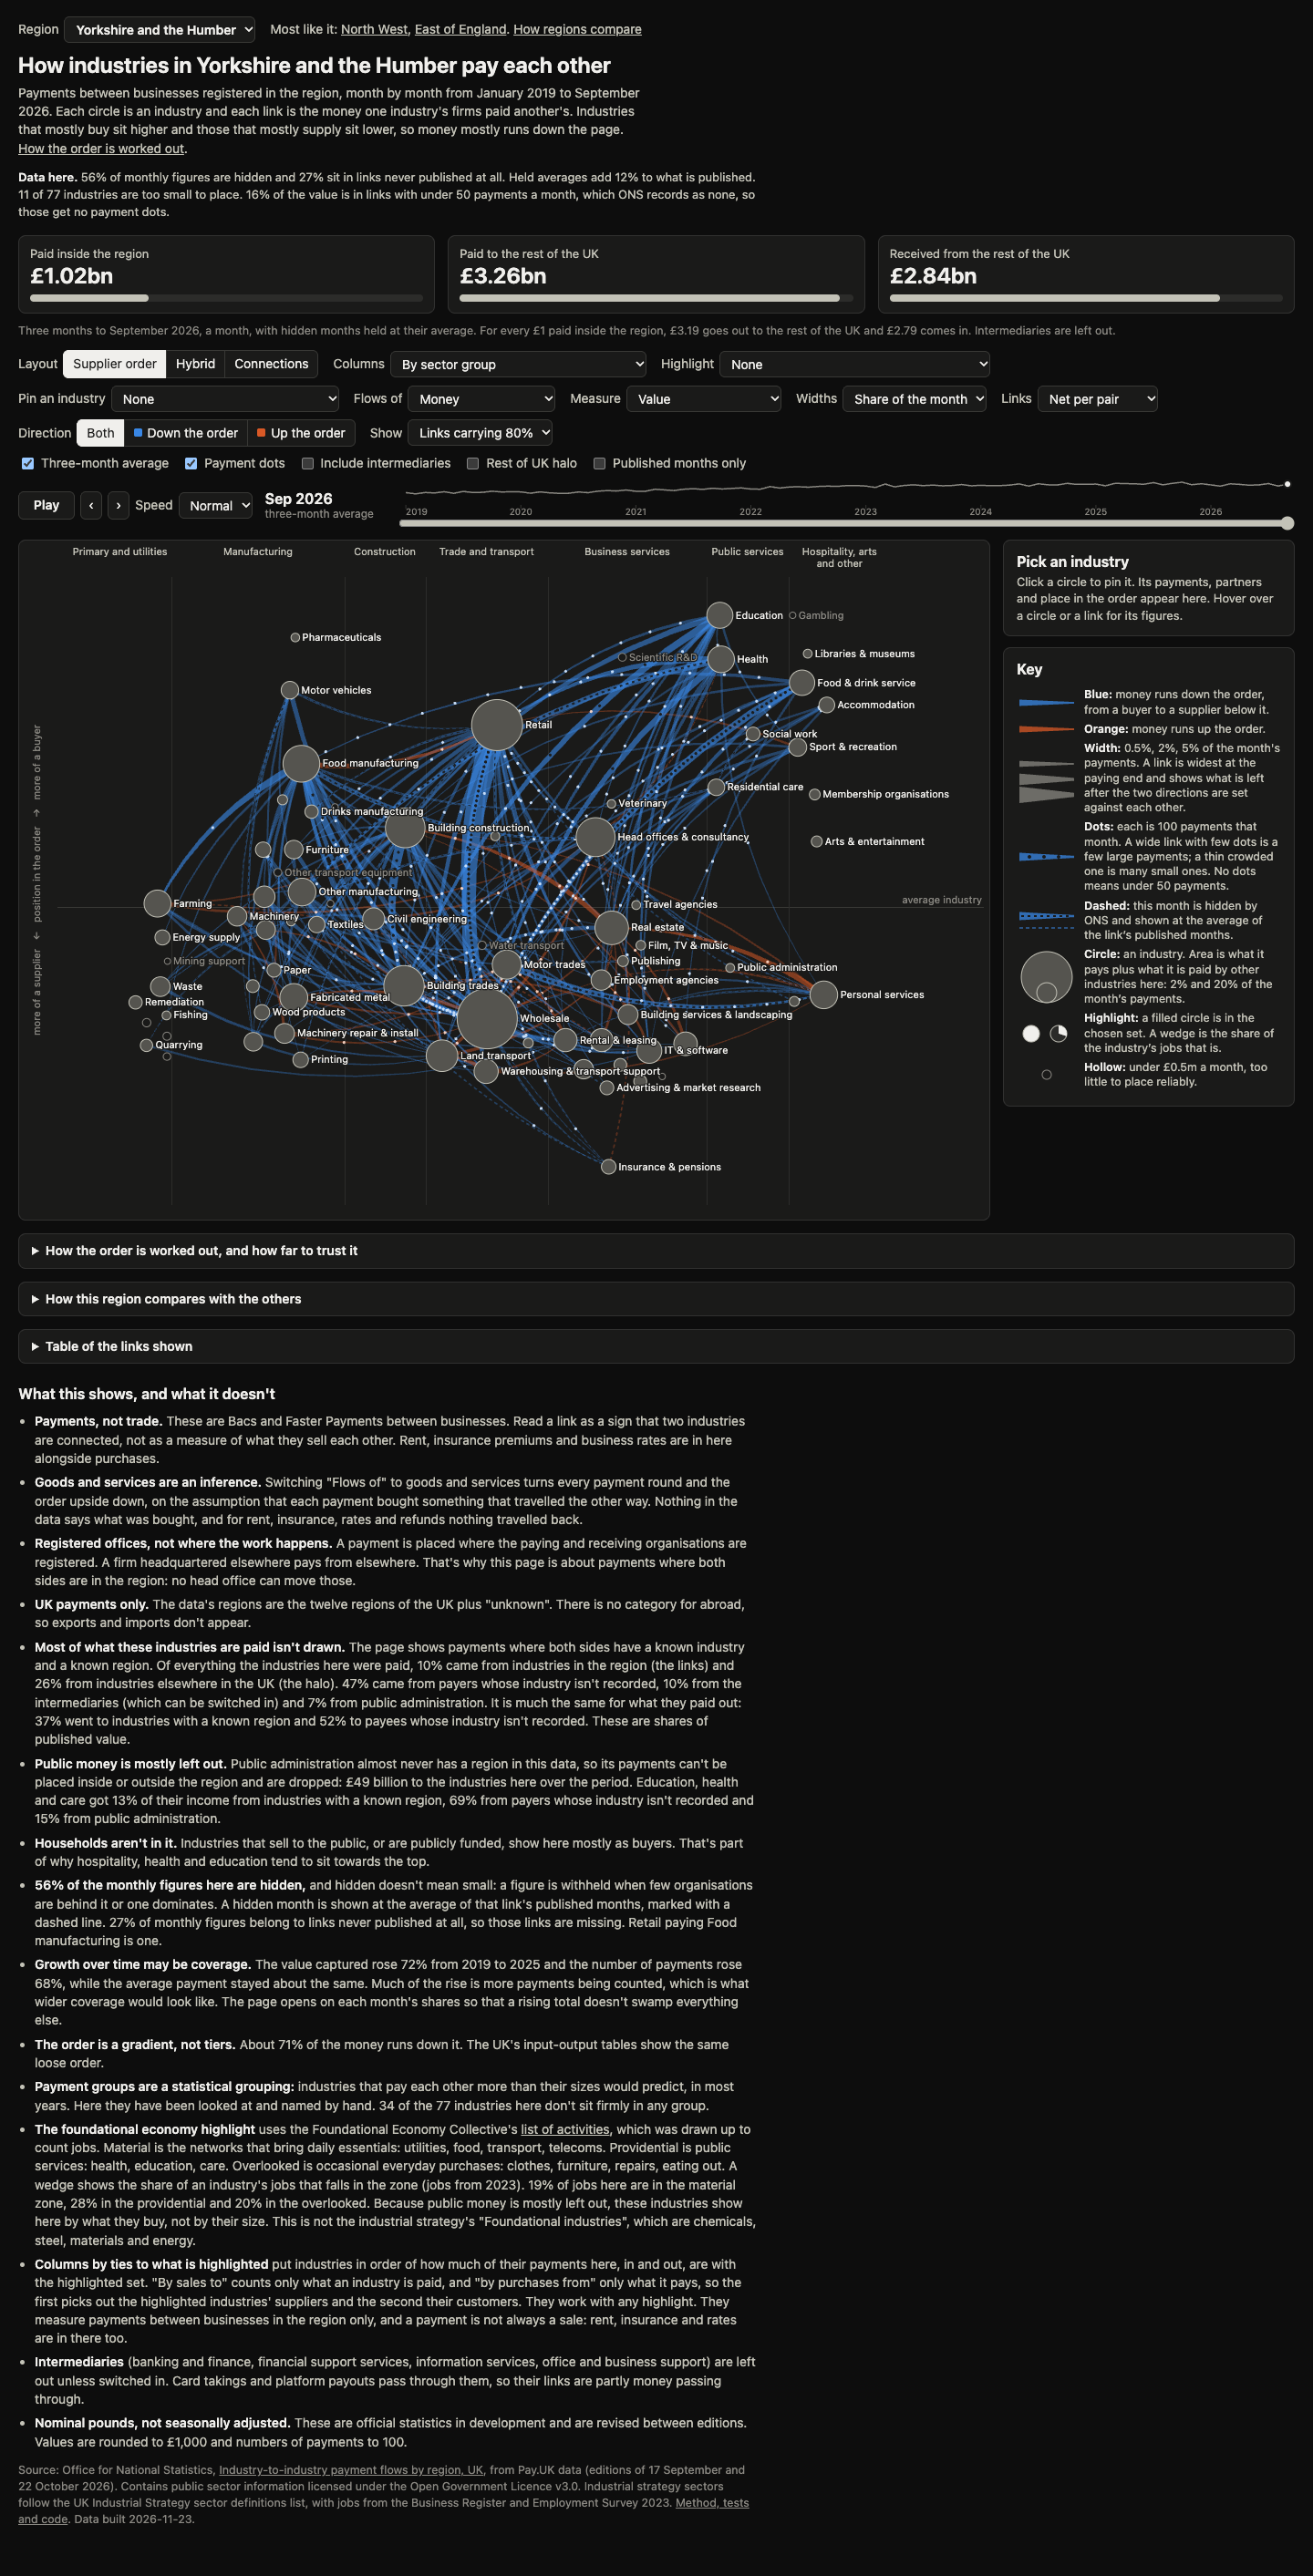 Region Yorkshire and the Humber Most like it: North West, East of England. How regions compare
How industries in Yorkshire and the Humber pay each other
Payments between businesses registered in the region, month by month from January 2019 to September
2026. Each circle is an industry and each link is the money one industry's firms paid another's. Industries
that mostly buy sit higher and those that mostly supply sit lower, so money mostly runs down the page.
How the order is worked out.
Data here. 56% of monthly figures are hidden and 27% sit in links never published at all. Held averages add 12% to what is published.
11 of 77 industries are too small to place. 16% of the value is in links with under 50 payments a month, which ONS records as none, so
those get no payment dots.
Paid inside the region
£1.02bn
Paid to the rest of the UK
£3.26bn
Received from the rest of the UK
£2.84bn
Three months to September 2026, a month, with hidden months held at their average. For every £1 paid inside the region, £3.19 goes out to the rest of the UK and £2.79 comes in. Intermediaries are left out.
Layout Supplier order Hybrid Connections Columns By sector group Highlight None
Pin an industry None Flows of Money Measure Value Widths Share of the month Links Net per pair
Direction Both Down the order Up the order Show Links carrying 80%
Three-month average Payment dots Include intermediaries Rest of UK halo Published months only
Play ‹ › Speed Normal Sep 2026
three-month average
2019 2020 2021 2022 2023 2024 2025 2026
Primary and utilities Manufacturing Construction Trade and transport Business services Public services Hospitality, arts
and other
Education Gambling
Pharmaceuticals
Libraries & museums
Scientific R&D Health
Food & drink service
Motor vehicles
Accommodation
Retail
Social work
Sport & recreation
Food manufacturing
Residential care
Membership organisations
Veterinary
Drinks manufacturing
Building construction
Head offices & consultancy
Arts & entertainment
Furniture
Other transport equipment
Other manufacturing
average industry
Farming
Travel agencies
Machinery
Civil engineering
Textiles
Real estate
Energy supply
Water transport
Film, TV & music
Mining support
Publishing
Motor trades
Public administration
Paper
Employment agencies
Waste
Building trades
Personal services
Fabricated metal
Remediation
Wood products
Fishing
Wholesale
Building services & landscaping
Machinery repair & install
Rental & leasing
Quarrying
IT & software
Land transport
Printing
Warehousing & transport support
Advertising & market research
Insurance & pensions
more of a supplier ← position in the order → more of a buyer
Pick an industry
Click a circle to pin it. Its payments, partners
and place in the order appear here. Hover over
a circle or a link for its figures.
Key
Blue: money runs down the order,
from a buyer to a supplier below it.
Orange: money runs up the order.
Width: 0.5%, 2%, 5% of the month's
payments. A link is widest at the
paying end and shows what is left
after the two directions are set
against each other.
Dots: each is 100 payments that
month. A wide link with few dots is a
few large payments; a thin crowded
one is many small ones. No dots
means under 50 payments.
Dashed: this month is hidden by
ONS and shown at the average of
the link's published months.
Circle: an industry. Area is what it
pays plus what it is paid by other
industries here: 2% and 20% of the
month's payments.
Highlight: a filled circle is in the
chosen set. A wedge is the share of
the industry's jobs that is.
Hollow: under £0.5m a month, too
little to place reliably.
How the order is worked out, and how far to trust it
How this region compares with the others
Table of the links shown
What this shows, and what it doesn't
Payments, not trade. These are Bacs and Faster Payments between businesses. Read a link as a sign that two industries
are connected, not as a measure of what they sell each other. Rent, insurance premiums and business rates are in here
alongside purchases.
Goods and services are an inference. Switching "Flows of" to goods and services turns every payment round and the
order upside down, on the assumption that each payment bought something that travelled the other way. Nothing in the
data says what was bought, and for rent, insurance, rates and refunds nothing travelled back.
Registered offices, not where the work happens. A payment is placed where the paying and receiving organisations are
registered. A firm headquartered elsewhere pays from elsewhere. That's why this page is about payments where both
sides are in the region: no head office can move those.
UK payments only. The data's regions are the twelve regions of the UK plus "unknown". There is no category for abroad,
so exports and imports don't appear.
Most of what these industries are paid isn't drawn. The page shows payments where both sides have a known industry
and a known region. Of everything the industries here were paid, 10% came from industries in the region (the links) and
26% from industries elsewhere in the UK (the halo). 47% came from payers whose industry isn't recorded, 10% from the
intermediaries (which can be switched in) and 7% from public administration. It is much the same for what they paid out:
37% went to industries with a known region and 52% to payees whose industry isn't recorded. These are shares of
published value.
Public money is mostly left out. Public administration almost never has a region in this data, so its payments can't be
placed inside or outside the region and are dropped: £49 billion to the industries here over the period. Education, health
and care got 13% of their income from industries with a known region, 69% from payers whose industry isn't recorded and
15% from public administration.
Households aren't in it. Industries that sell to the public, or are publicly funded, show here mostly as buyers. That's part
of why hospitality, health and education tend to sit towards the top.
56% of the monthly figures here are hidden, and hidden doesn't mean small: a figure is withheld when few organisations
are behind it or one dominates. A hidden month is shown at the average of that link's published months, marked with a
dashed line. 27% of monthly figures belong to links never published at all, so those links are missing. Retail paying Food
manufacturing is one.
Growth over time may be coverage. The value captured rose 72% from 2019 to 2025 and the number of payments rose
68%, while the average payment stayed about the same. Much of the rise is more payments being counted, which is what
wider coverage would look like. The page opens on each month's shares so that a rising total doesn't swamp everything
else.
The order is a gradient, not tiers. About 71% of the money runs down it. The UK's input-output tables show the same
loose order.
Payment groups are a statistical grouping: industries that pay each other more than their sizes would predict, in most
years. Here they have been looked at and named by hand. 34 of the 77 industries here don't sit firmly in any group.
The foundational economy highlight uses the Foundational Economy Collective's list of activities, which was drawn up to
count jobs. Material is the networks that bring daily essentials: utilities, food, transport, telecoms. Providential is public
services: health, education, care. Overlooked is occasional everyday purchases: clothes, furniture, repairs, eating out. A
wedge shows the share of an industry's jobs that falls in the zone (jobs from 2023). 19% of jobs here are in the material
zone, 28% in the providential and 20% in the overlooked. Because public money is mostly left out, these industries show
here by what they buy, not by their size. This is not the industrial strategy's "Foundational industries", which are chemicals,
steel, materials and energy.
Columns by ties to what is highlighted put industries in order of how much of their payments here, in and out, are with
the highlighted set. "By sales to" counts only what an industry is paid, and "by purchases from" only what it pays, so the
first picks out the highlighted industries' suppliers and the second their customers. They work with any highlight. They
measure payments between businesses in the region only, and a payment is not always a sale: rent, insurance and rates
are in there too.
Intermediaries (banking and finance, financial support services, information services, office and business support) are left
out unless switched in. Card takings and platform payouts pass through them, so their links are partly money passing
through.
Nominal pounds, not seasonally adjusted. These are official statistics in development and are revised between editions.
Values are rounded to £1,000 and numbers of payments to 100.
Source: Office for National Statistics, Industry-to-industry payment flows by region, UK, from Pay.UK data (editions of 17 September and
22 October 2026). Contains public sector information licensed under the Open Government Licence v3.0. Industrial strategy sectors
follow the UK Industrial Strategy sector definitions list, with jobs from the Business Register and Employment Survey 2023. Method, tests
and code. Data built 2026-11-23.